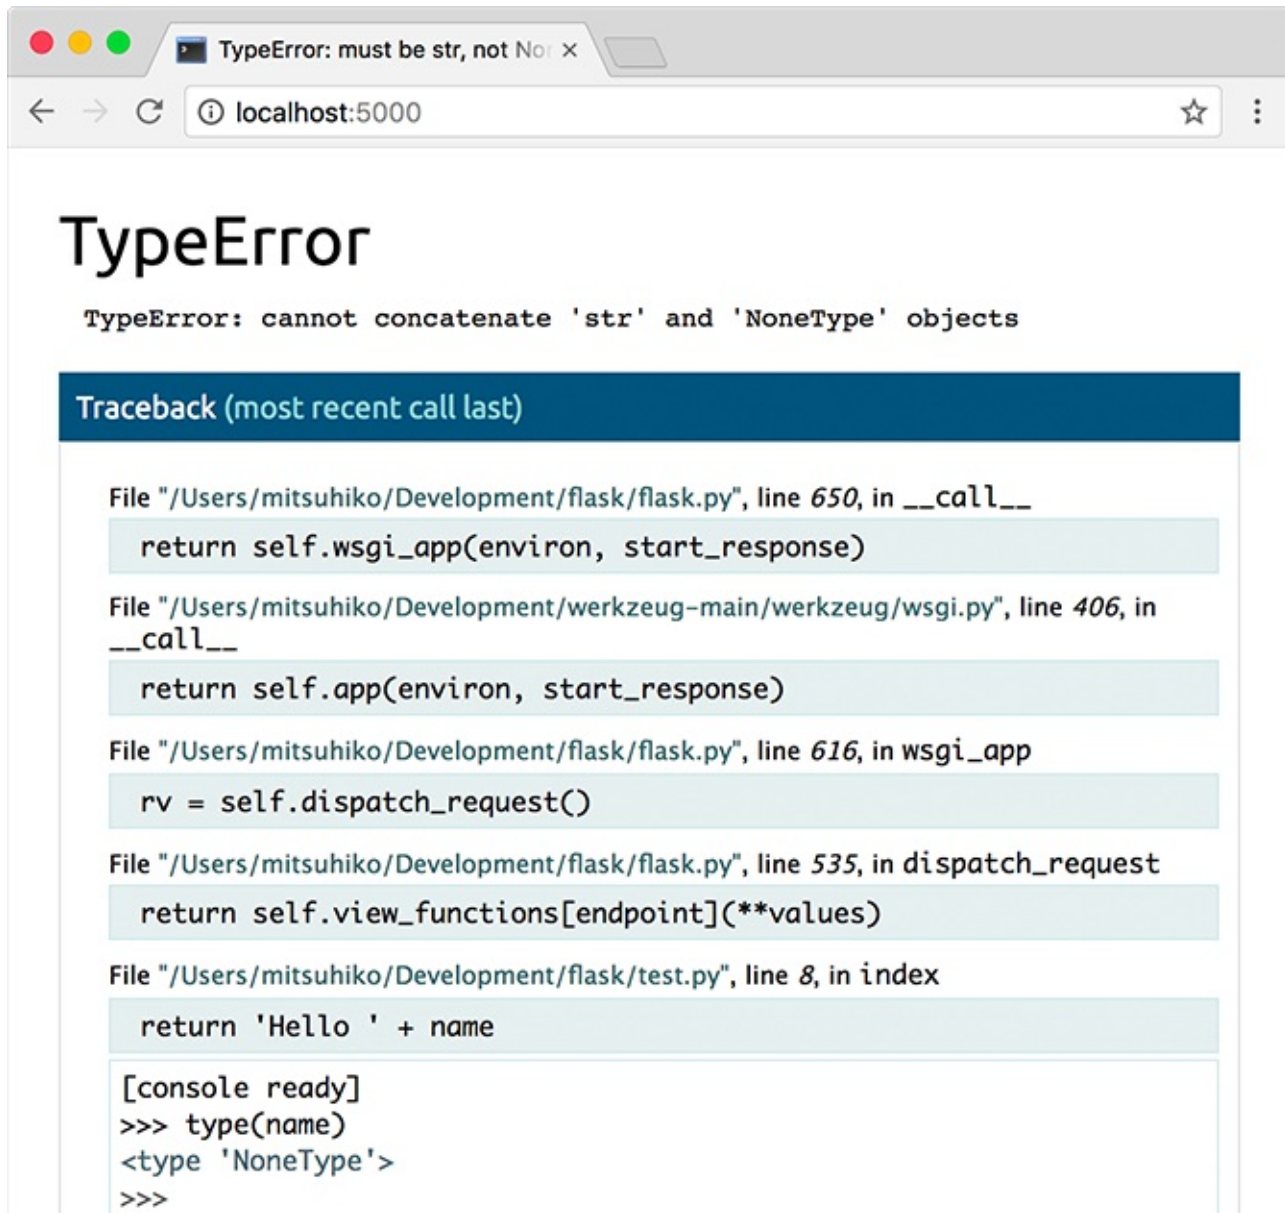 TypeError: must be str, not No
localhost:5000
TypeError
TypeError: cannot concatenate 'str' and 'NoneType' objects
Traceback (most recent call last)
File "/Users/mitsuhiko/Development/flask/flask.py", line 650, in __call__
return self.wsgi_app(environ, start_response)
File "/Users/mitsuhiko/Development/werkzeug-main/werkzeug/wsgi.py", line 406, in
__call__
return self.app(environ, start_response)
File "/Users/mitsuhiko/Development/flask/flask.py", line 616, in wsgi_app
rv = self.dispatch_request()
File "/Users/mitsuhiko/Development/flask/flask.py", line 535, in dispatch_request
return self.view_functions[endpoint](**values)
File "/Users/mitsuhiko/Development/flask/test.py", line 8, in index
return 'Hello ' + name
[console ready]
>>> type(name)
<type 'NoneType'>
>>>